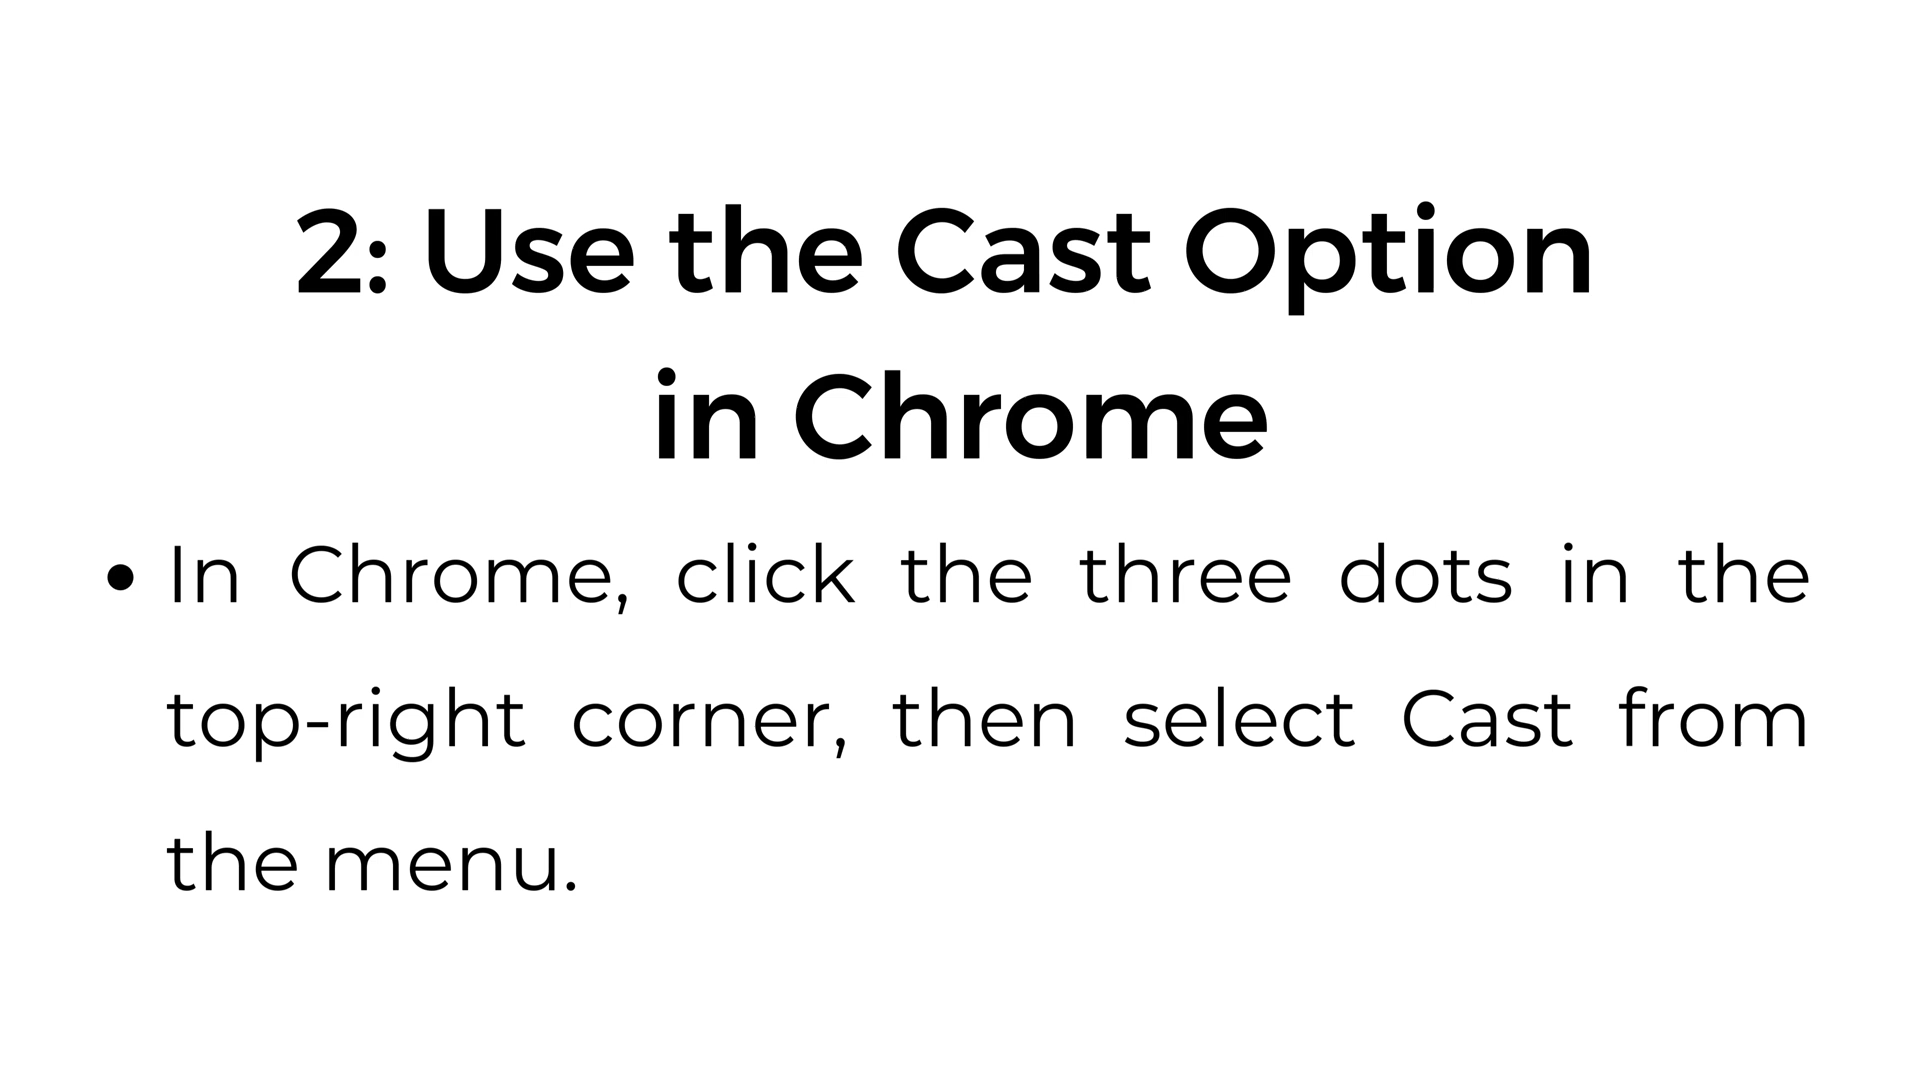 2: Use the Cast Option
in Chrome
• In Chrome, click the three dots in the
top-right corner, then select Cast from
the menu.